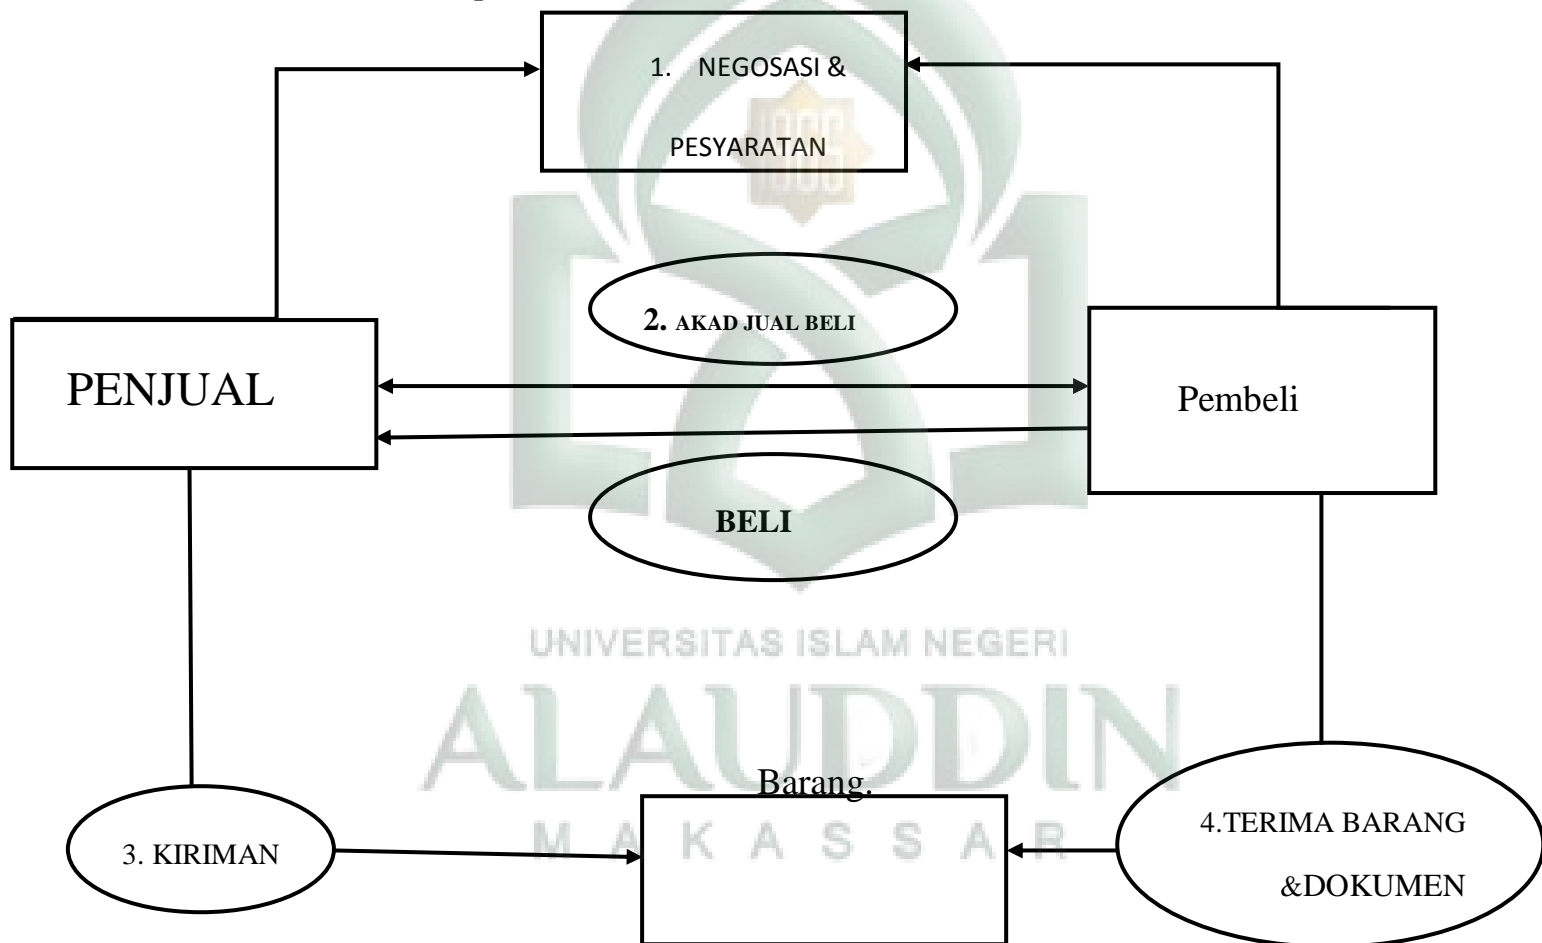 1. NEGOSASI &
PESYARATAN
2. AKAD JUAL BELI
PENJUAL
Pembeli
BELI
UNIVERSITAS ISLAM NEGERI
ALAUDDIN
Barang.
MAKASSAR
3. KIRIMAN
4.TERIMA BARANG
&DOKUMEN